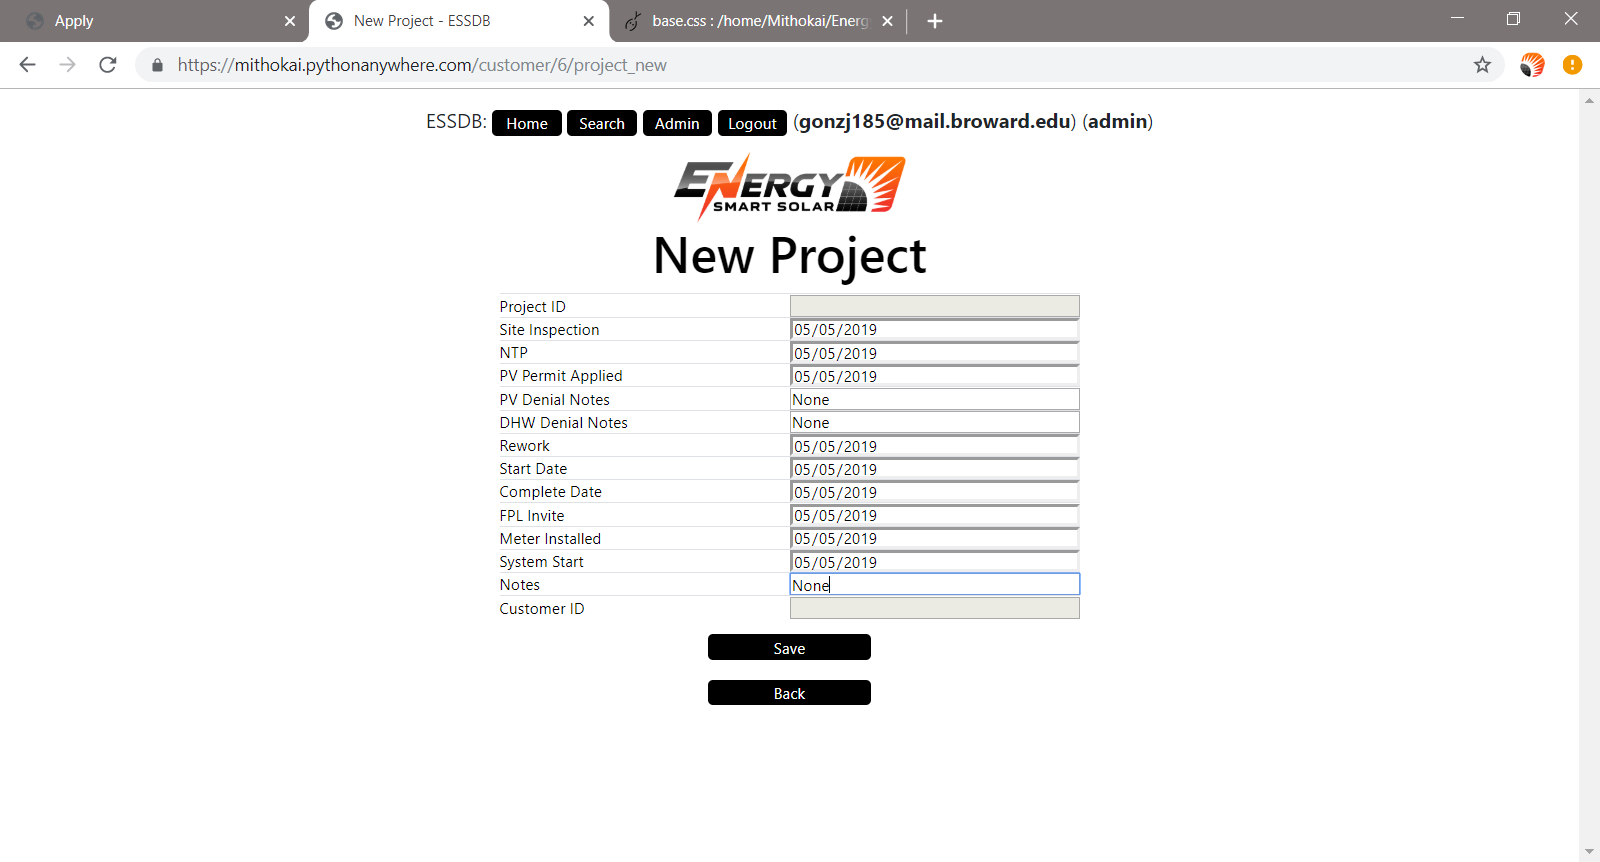 Apply
New Project - ESSDB
base.css : /home/Mithokai/Energ
https://mithokai.pythonanywhere.com/customer/6/project_new
ESSDB: Home Search Admin Logout (gonzj185@mail.broward.edu) (admin)
ENERGY
SMART SOLAR
New Project
Project ID
Site Inspection 05/05/2019
NTP 05/05/2019
PV Permit Applied 05/05/2019
PV Denial Notes None
DHW Denial Notes None
Rework 05/05/2019
Start Date 05/05/2019
Complete Date 05/05/2019
FPL Invite 05/05/2019
Meter Installed 05/05/2019
System Start 05/05/2019
Notes None
Customer ID
Save
Back